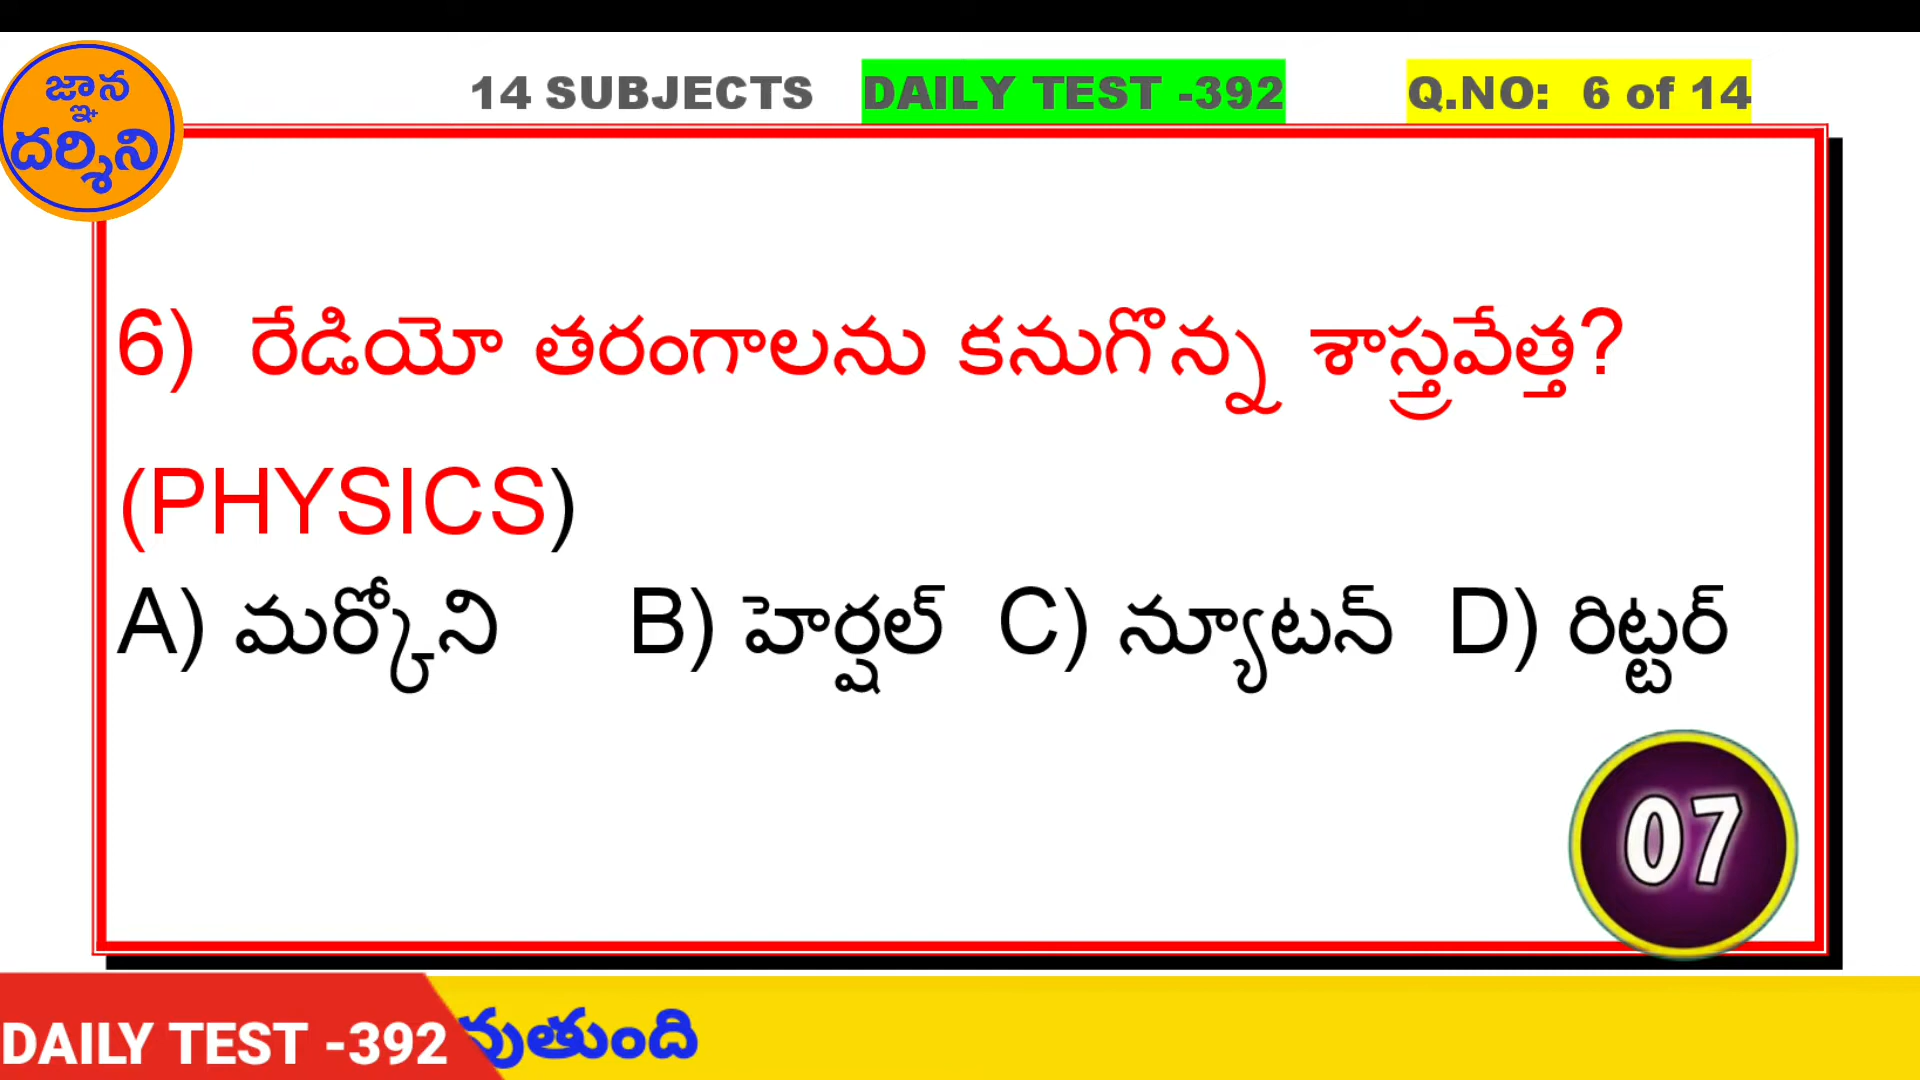 జ్ఞాన
దర్శిని
14 SUBJECTS DAILY TEST -392 Q.NO: 6 of 14
6) రేడియో తరంగాలను కనుగొన్న శాస్త్రవేత్త?
(PHYSICS)
A) మర్కోని B) హెర్షల్ C) న్యూటన్ D) రిట్టర్
07
DAILY TEST -392 వుతుంది